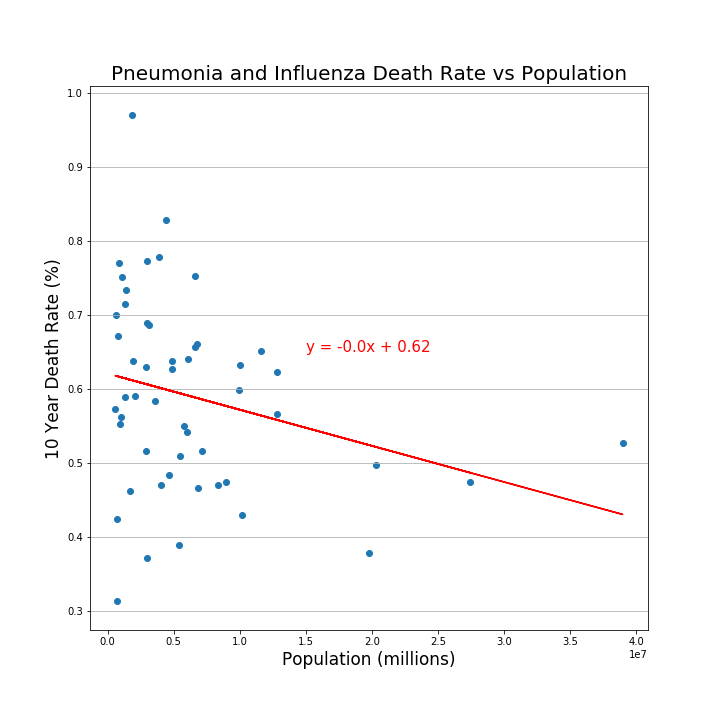 Pneumonia and Influenza Death Rate vs Population
1.0
0.9
0.8
0.7
0.6
0.5
0.4
0.3
10 Year Death Rate (%)
y = -0.0x + 0.62
0.0 0.5 1.0 1.5 2.0 2.5 3.0 3.5 4.0
1e7
Population (millions)